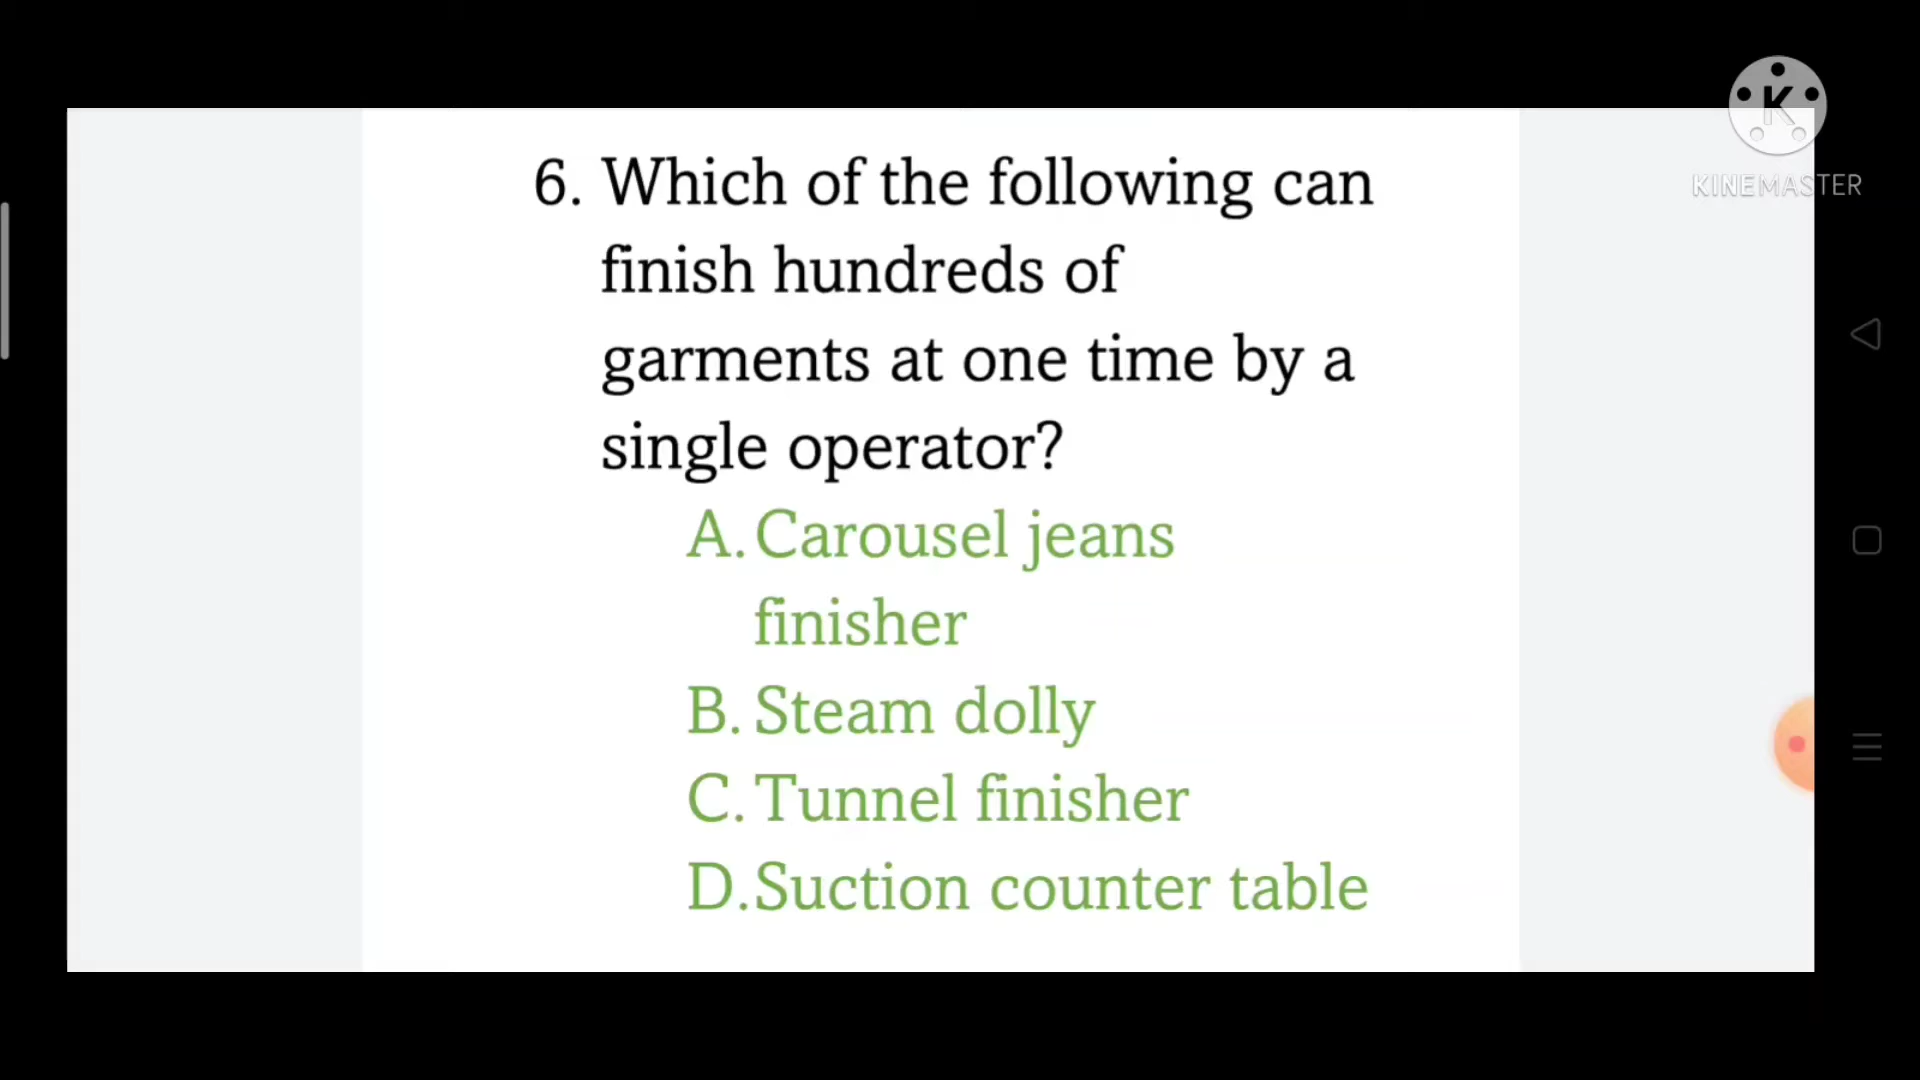 6. Which of the following can
finish hundreds of
garments at one time by a
single operator?
A. Carousel jeans
finisher
B. Steam dolly
C. Tunnel finisher
D. Suction counter table
K
KINEMASTER